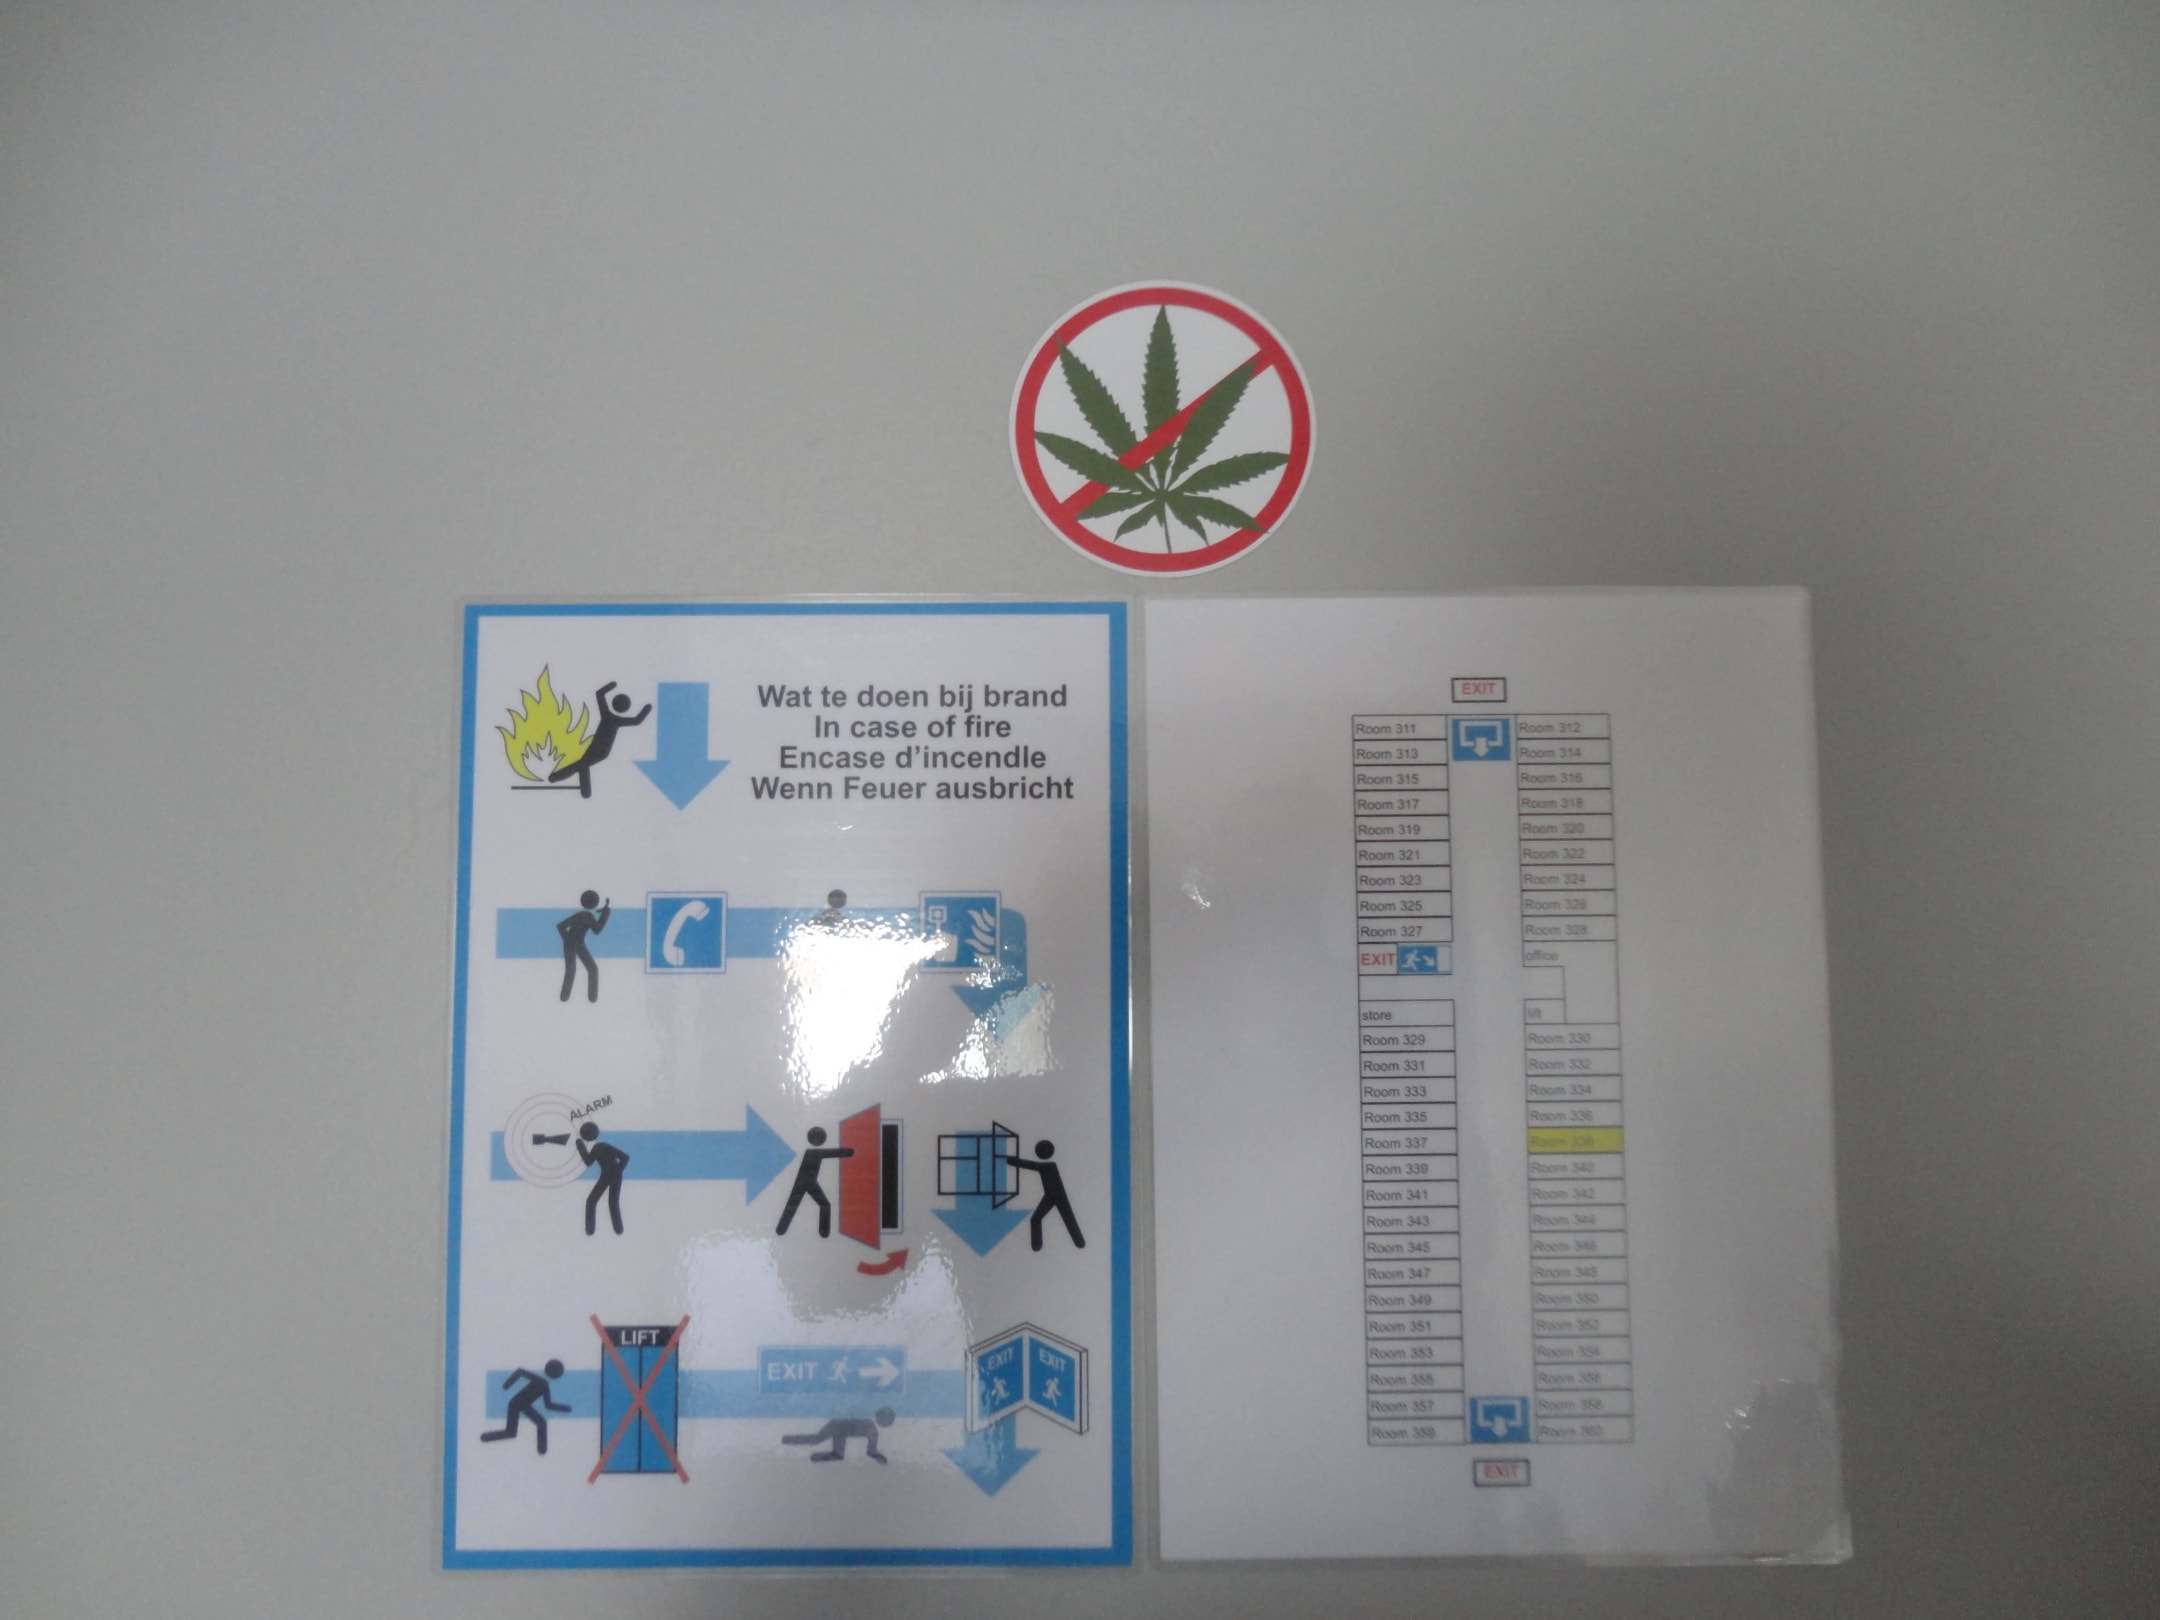 Wat te doen bij brand
In case of fire
Encase d'incendle
Wenn Feuer ausbricht
ALARM
LIFT
EXIT
EXIT EXIT
EXIT
Room 311 Room 312
Room 313 Room 314
Room 315 Room 316
Room 317 Room 318
Room 319 Room 320
Room 321 Room 322
Room 323 Room 324
Room 325 Room 326
Room 327 Room 328
EXIT office
store lift
Room 329 Room 330
Room 331 Room 332
Room 333 Room 334
Room 335 Room 336
Room 337 Room 338
Room 339 Room 340
Room 341 Room 342
Room 343 Room 344
Room 345 Room 346
Room 347 Room 348
Room 349 Room 350
Room 351 Room 352
Room 353 Room 354
Room 355 Room 356
Room 357 Room 358
Room 359 Room 360
EXIT